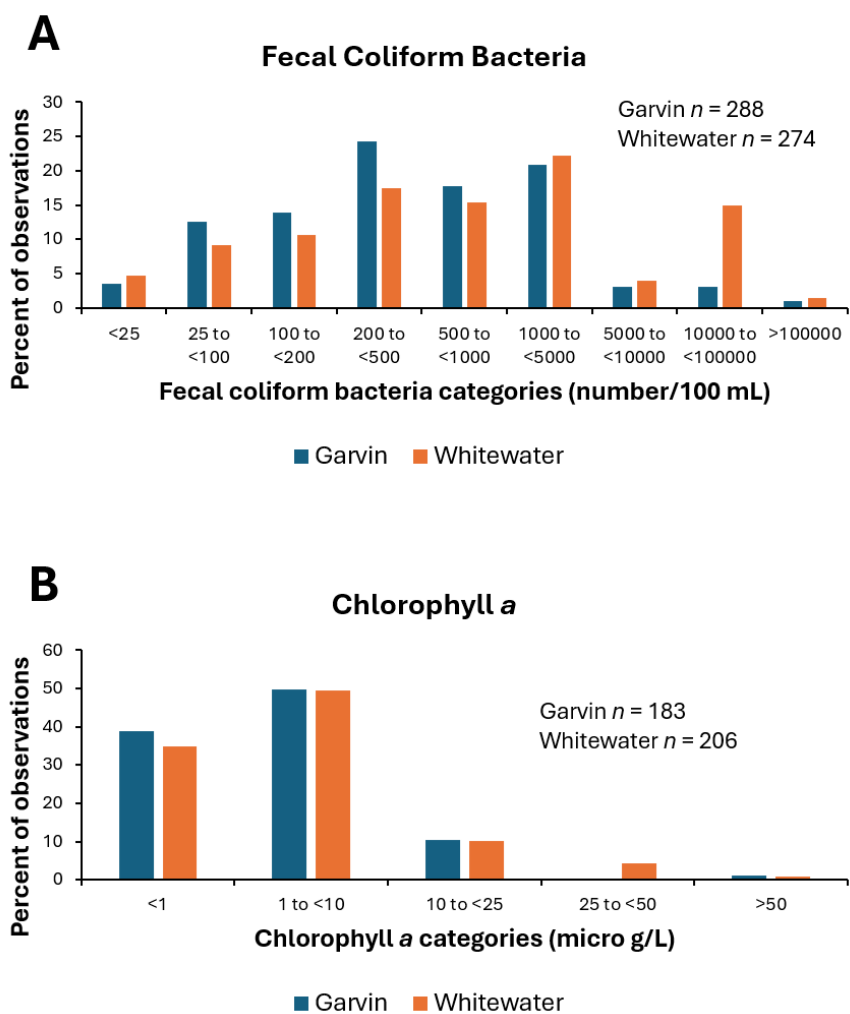 A
Fecal Coliform Bacteria
Percent of observations
30
25
20
15
10
5
0
Garvin n = 288
Whitewater n = 274
<25
25 to <100
100 to <200
200 to <500
500 to <1000
1000 to <5000
5000 to <10000
10000 to <100000
>100000
Fecal coliform bacteria categories (number/100 mL)
Garvin
Whitewater
B
Chlorophyll a
Percent of observations
60
50
40
30
20
10
0
Garvin n = 183
Whitewater n = 206
<1
1 to <10
10 to <25
25 to <50
>50
Chlorophyll a categories (micro g/L)
Garvin
Whitewater